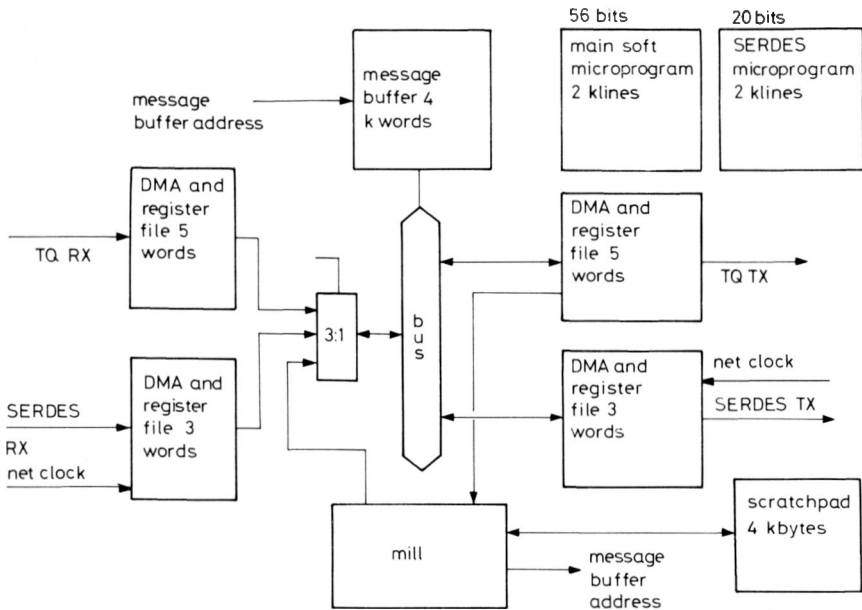 56 bits
20 bits
main soft
microprogram
2 klines
SERDES
microprogram
2 klines
message
buffer 4
k words
message
buffer address
DMA and
register
file 5
words
TQ RX
DMA and
register
file 5
words
TQ TX
3:1
bus
DMA and
register
file 3
words
SERDES
RX
net clock
DMA and
register
file 3
words
net clock
SERDES TX
mill
scratchpad
4 kbytes
message
buffer
address